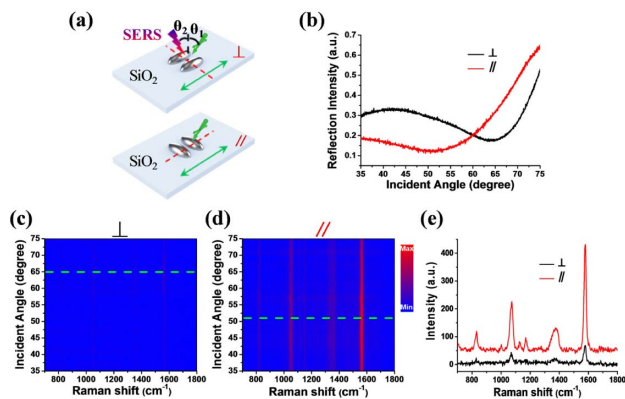 (a)
SERS
θ2 θ1
SiO2
⊥
SiO2
//
(b)
Reflection Intensity (a.u.)
0.7
0.6
0.5
0.4
0.3
0.2
0.1
⊥
//
35 40 45 50 55 60 65 70 75
Incident Angle (degree)
(c)
⊥
Incident Angle (degree)
75
70
65
60
55
50
45
40
35
800 1000 1200 1400 1600 1800
Raman shift (cm-1)
(d)
//
Incident Angle (degree)
75
70
65
60
55
50
45
40
35
800 1000 1200 1400 1600 1800
Raman shift (cm-1)
Max
Min
(e)
Intensity (a.u.)
400
300
200
100
0
⊥
//
800 1000 1200 1400 1600 1800
Raman shift (cm-1)